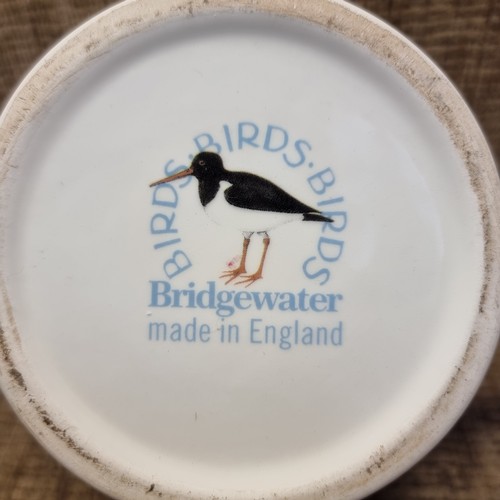 BIRDS·BIRDS·BIRDS
Bridgewater
made in England